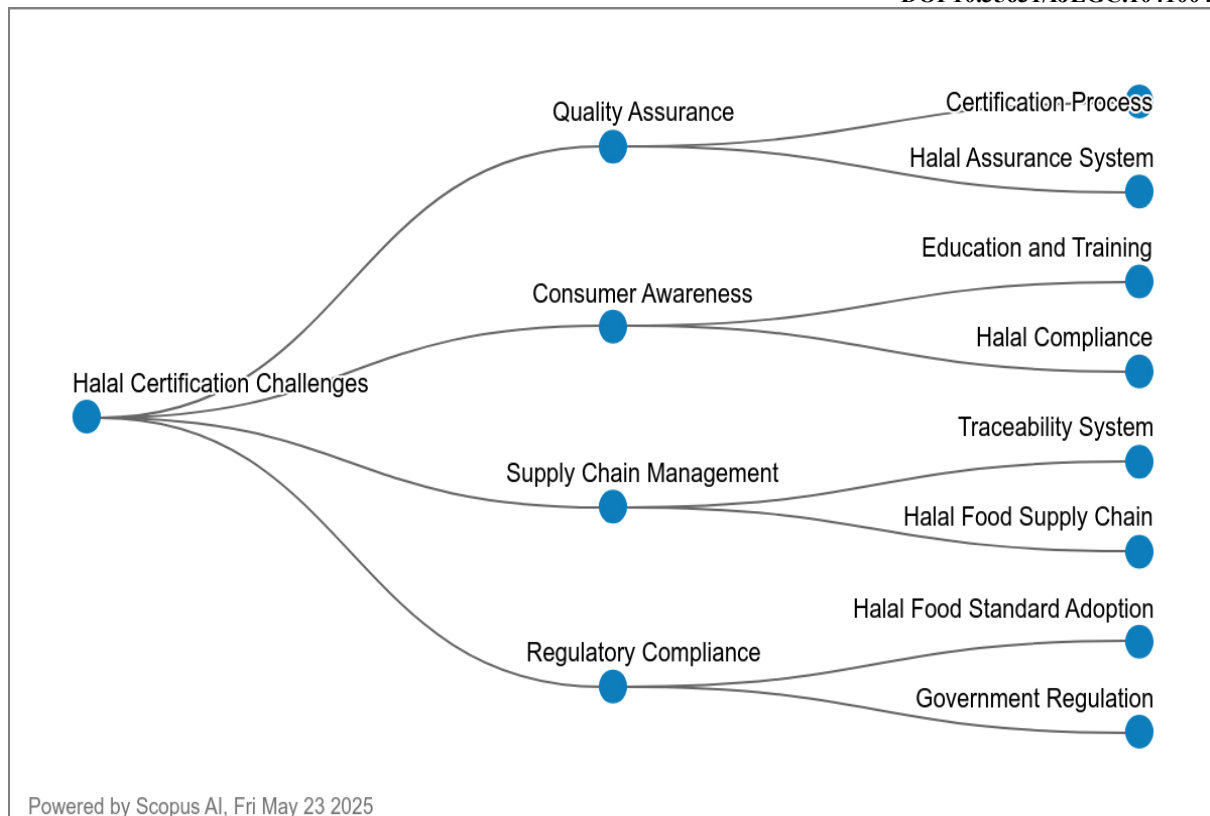 Quality Assurance
Certification Process
Halal Assurance System
Education and Training
Consumer Awareness
Halal Compliance
Halal Certification Challenges
Traceability System
Supply Chain Management
Halal Food Supply Chain
Halal Food Standard Adoption
Regulatory Compliance
Government Regulation
Powered by Scopus AI, Fri May 23 2025